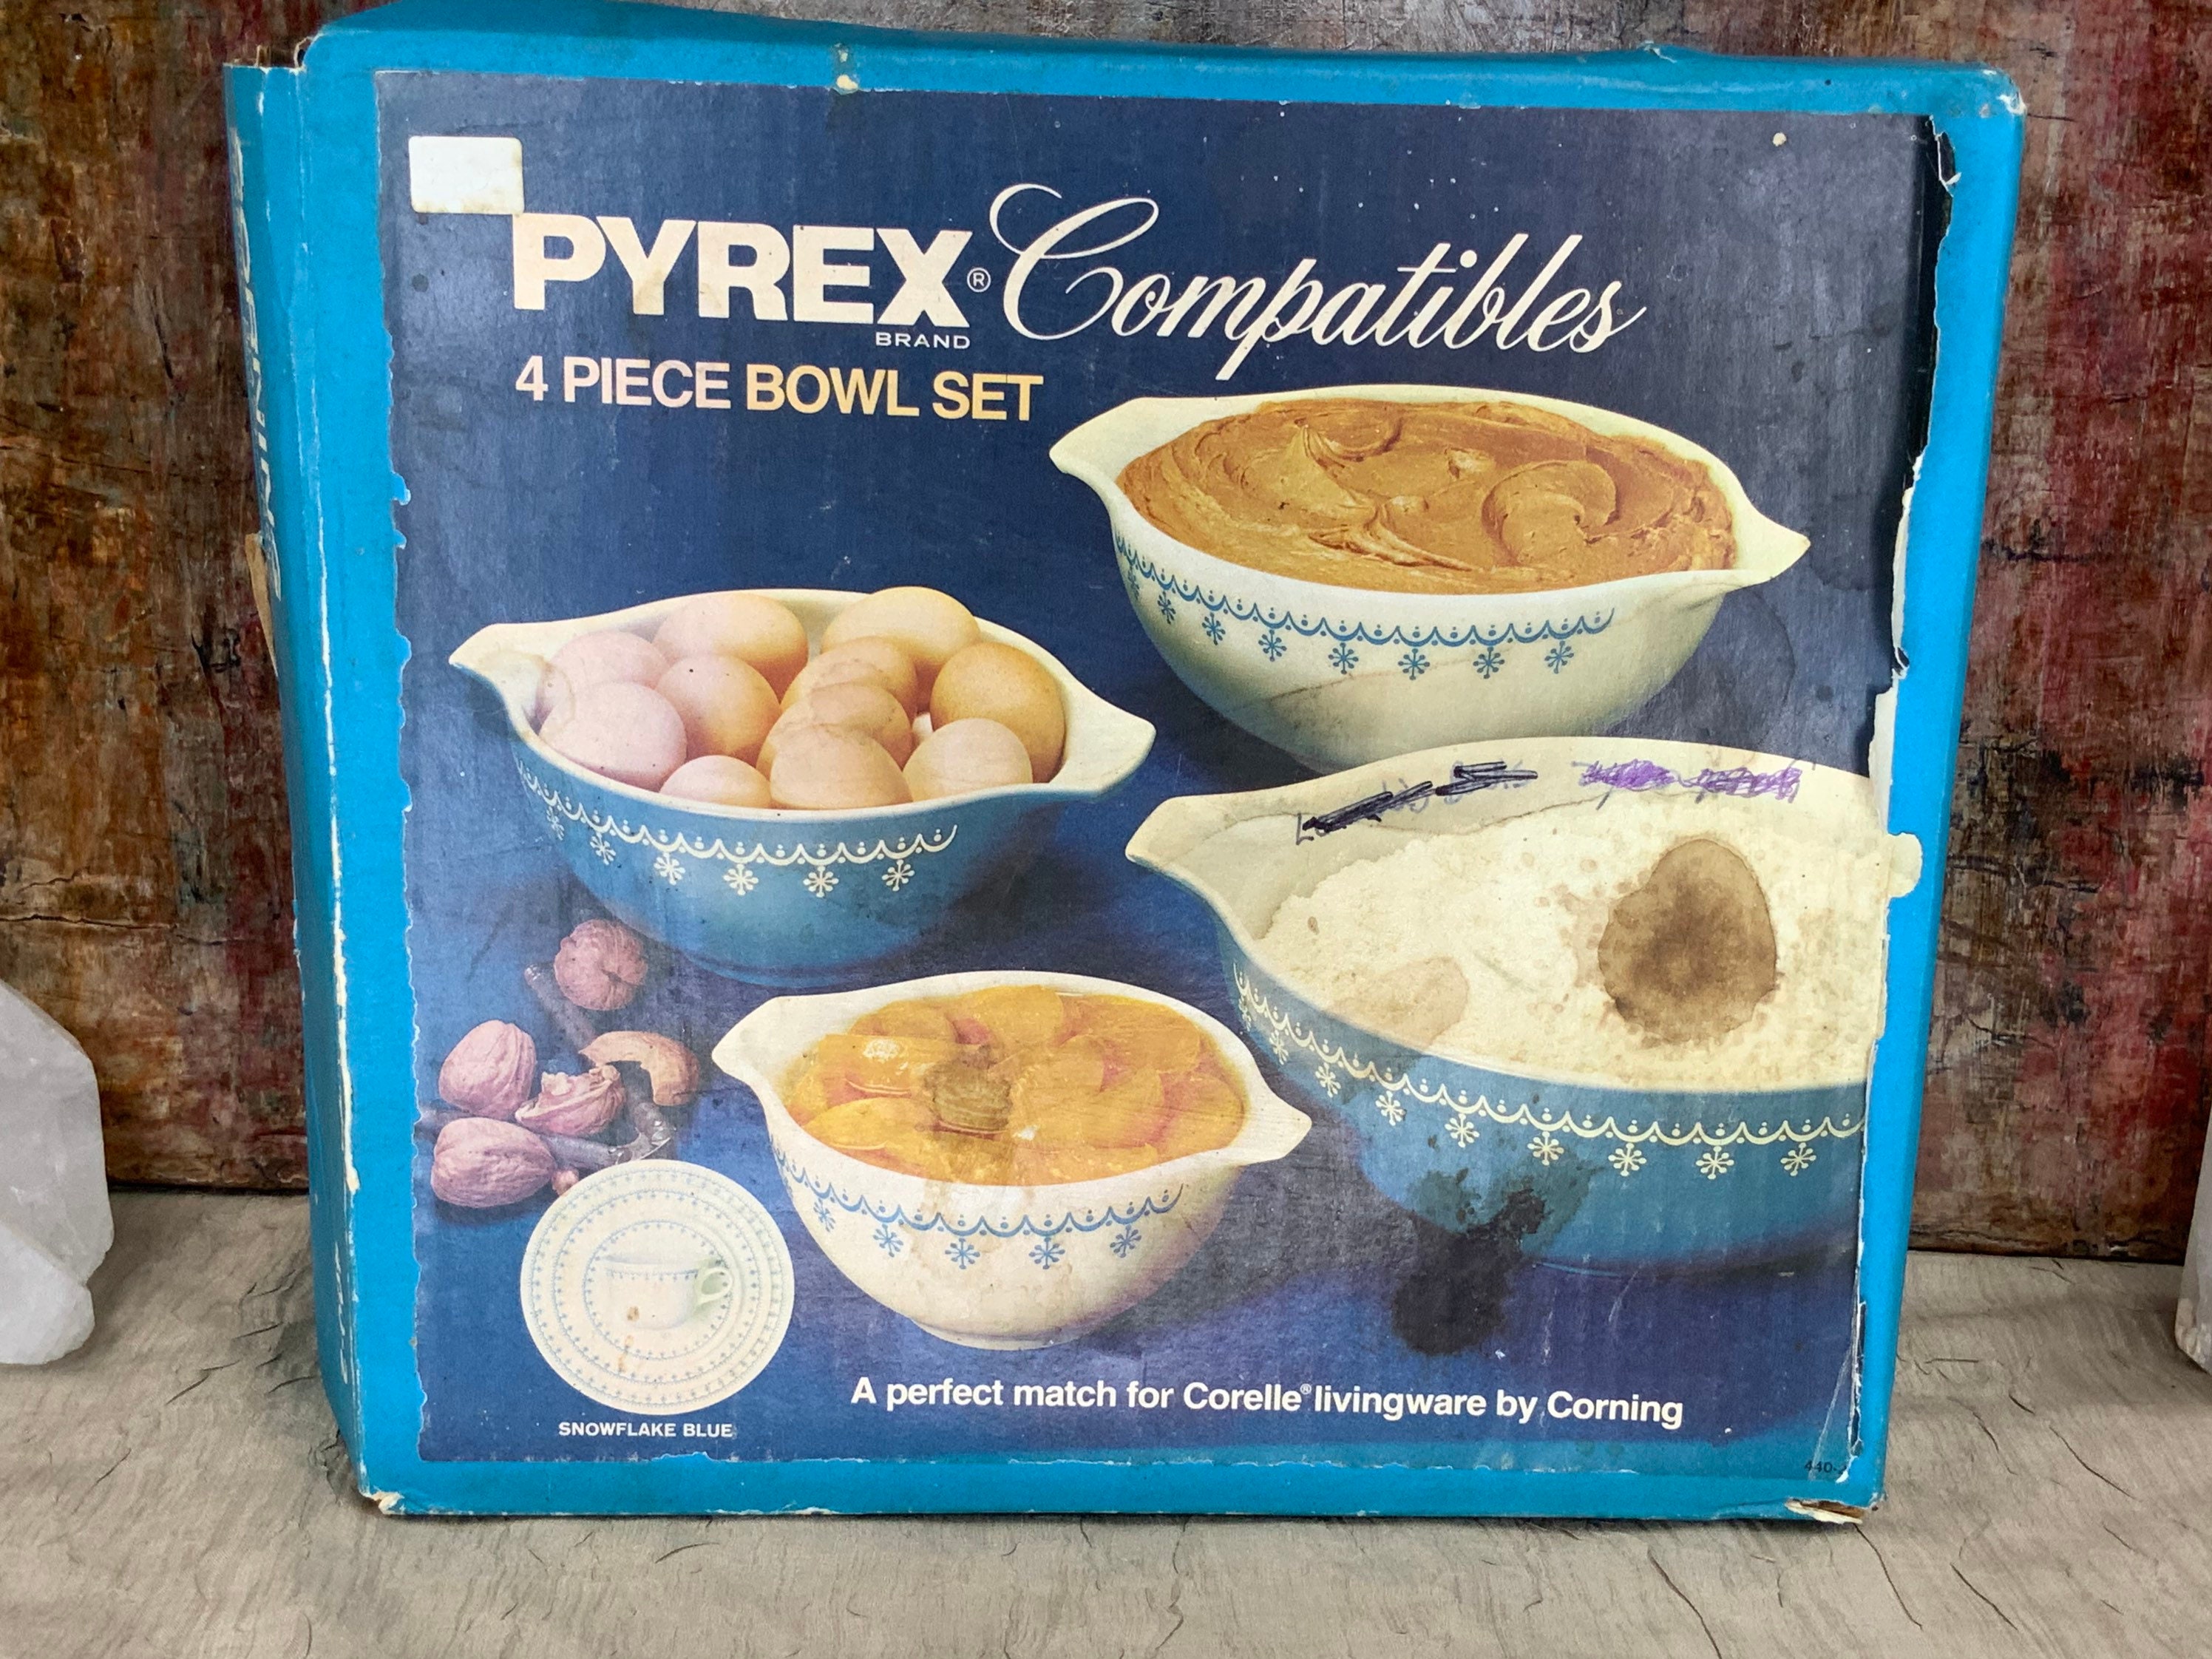 PYREX® Compatibles
BRAND
4 PIECE BOWL SET
SNOWFLAKE BLUE
A perfect match for Corelle® livingware by Corning